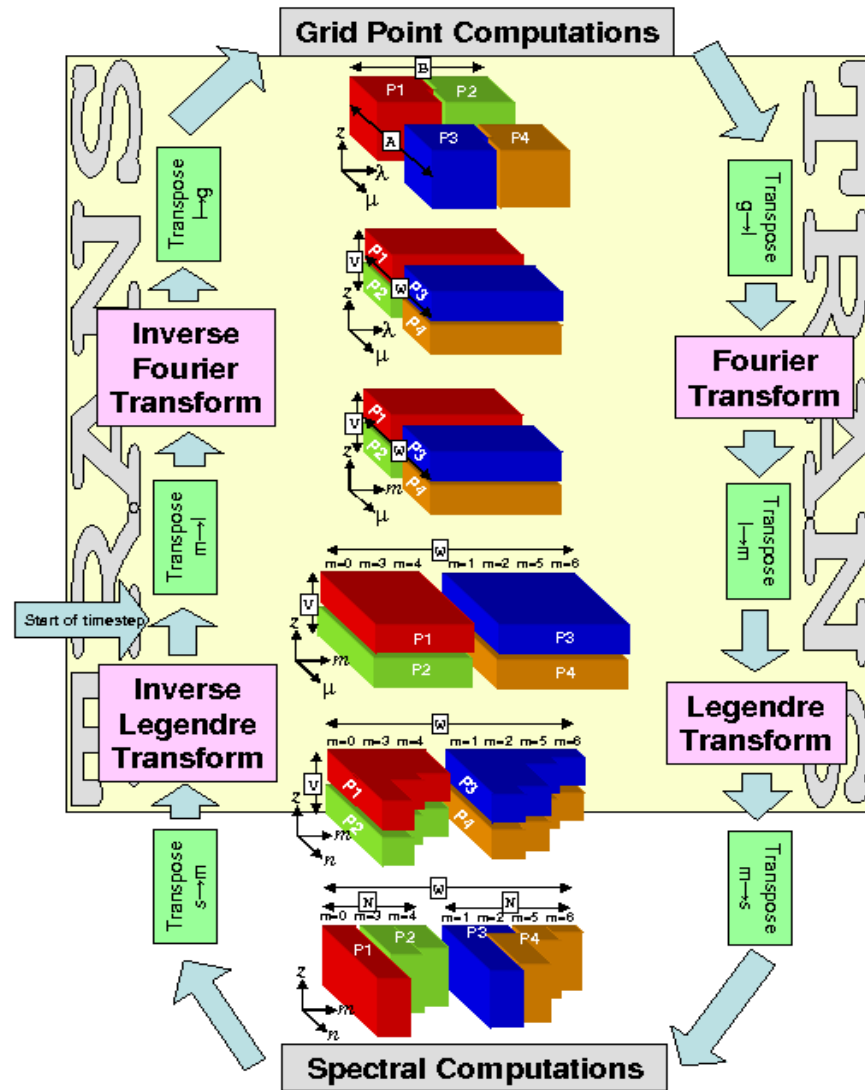 Grid Point Computations
B
P1
P2
A
P3
P4
z
λ
μ
Transpose
l→g
Transpose
g→l
V
P1
P2
W
P3
P4
z
λ
μ
Inverse
Fourier
Transform
Fourier
Transform
V
P1
P2
W
P3
P4
z
m
μ
Transpose
m→l
Transpose
l→m
W
m=0 m=3 m=4 m=1 m=2 m=5 m=6
V
P1
P2
P3
P4
z
m
μ
Start of timestep
Inverse
Legendre
Transform
Legendre
Transform
W
m=0 m=3 m=4 m=1 m=2 m=5 m=6
V
P1
P2
P3
P4
z
m
n
Transpose
s→m
Transpose
m→s
W
N
N
m=0 m=3 m=4 m=1 m=2 m=5 m=6
P1
P2
P3
P4
z
m
n
Spectral Computations
TRANS